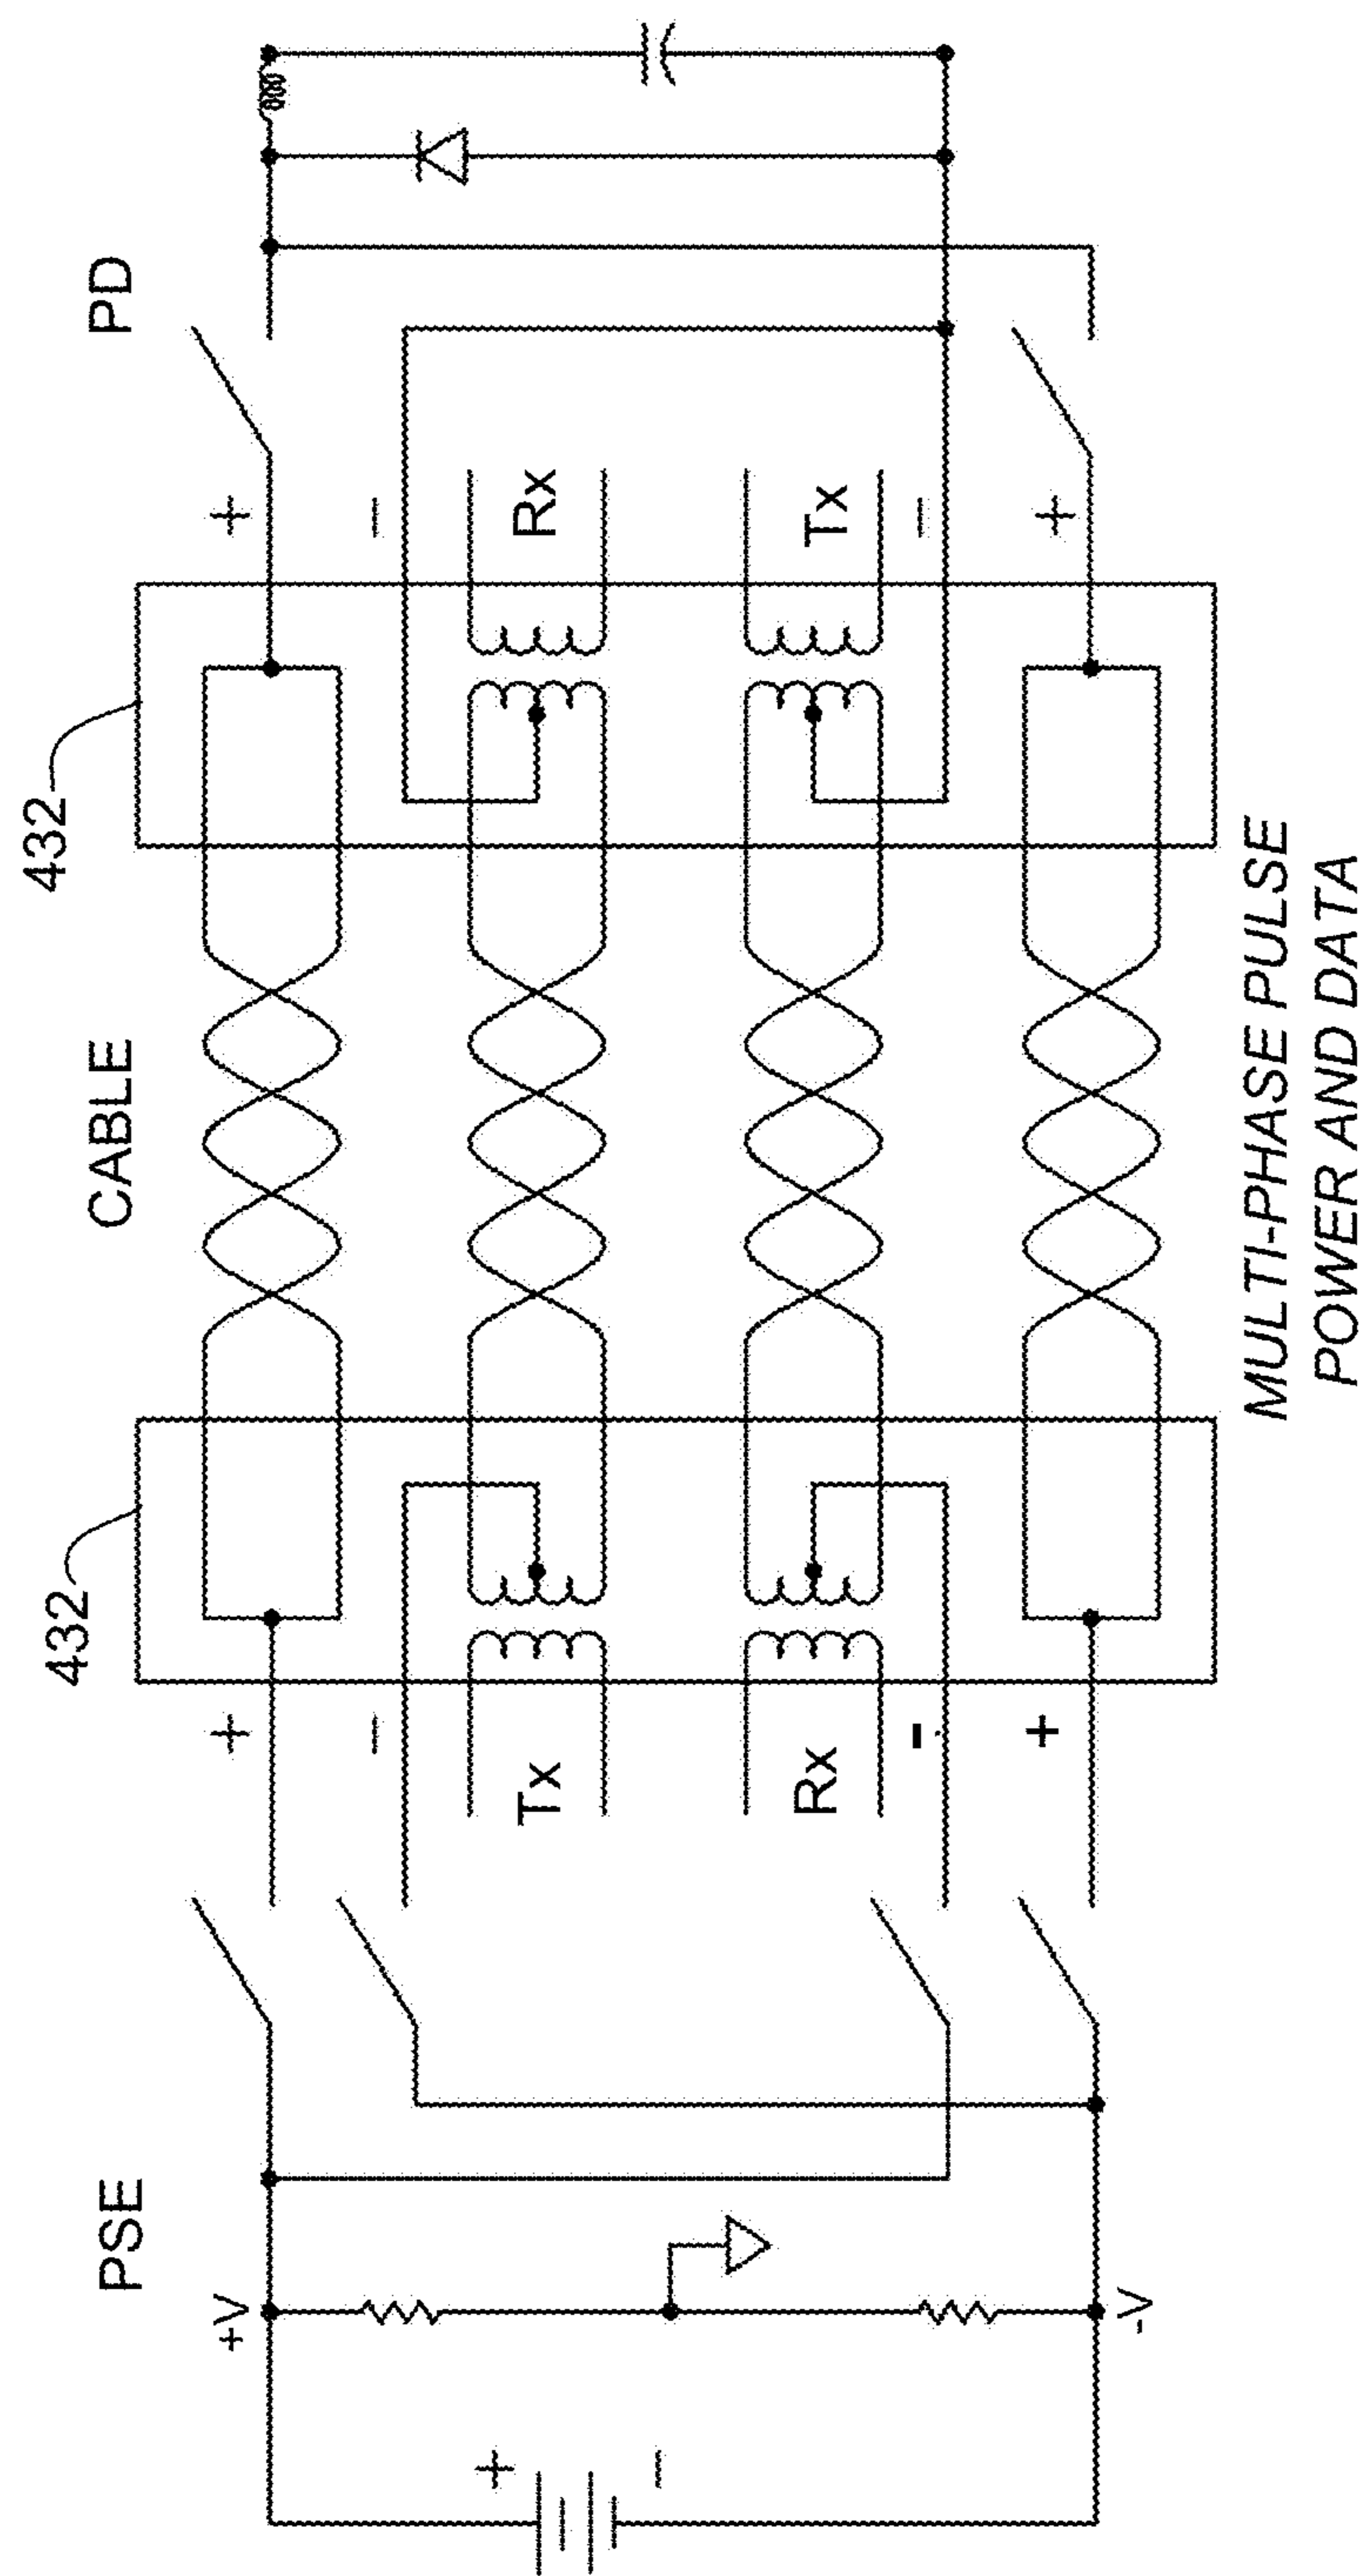 PSE
CABLE
PD
432
432
+V
+
+
+
-
-
+
Tx
Rx
-
Rx
Tx
-
-
+
+
-V
MULTI-PHASE PULSE
POWER AND DATA